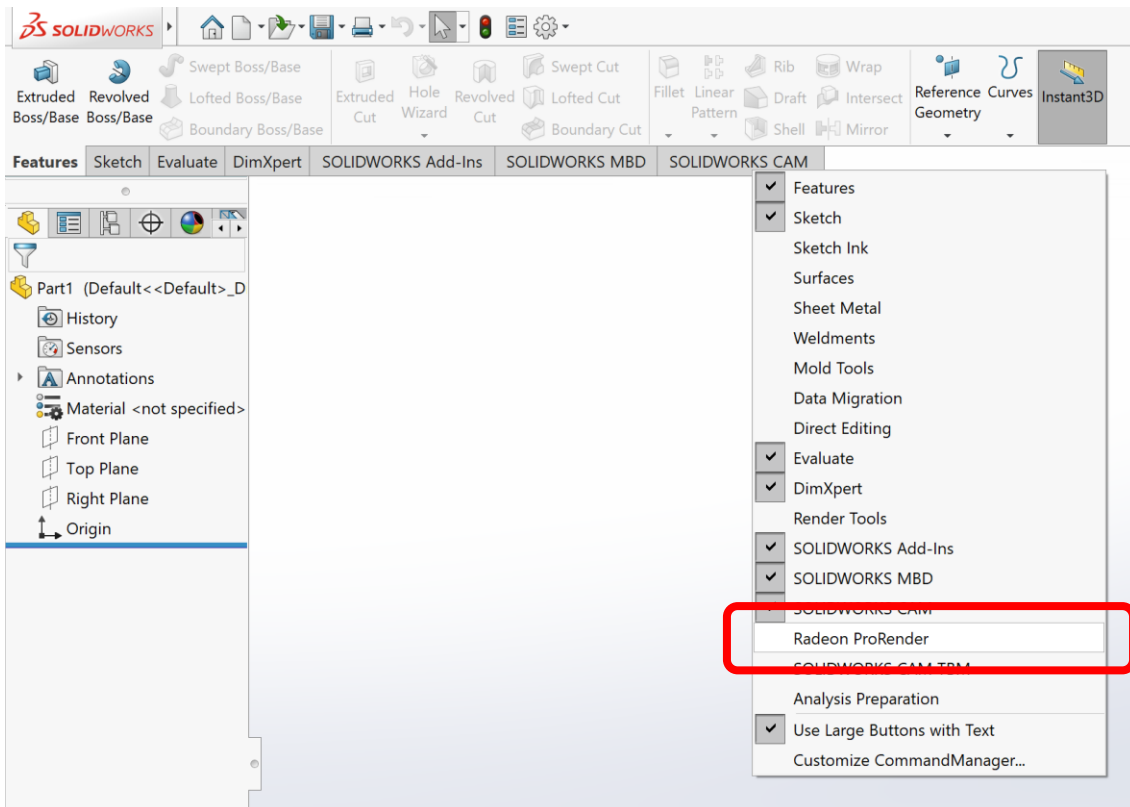 SOLIDWORKS
Extruded Boss/Base
Revolved Boss/Base
Swept Boss/Base
Lofted Boss/Base
Boundary Boss/Base
Extruded Cut
Hole Wizard
Revolved Cut
Swept Cut
Lofted Cut
Boundary Cut
Fillet
Linear Pattern
Rib
Draft
Shell
Wrap
Intersect
Mirror
Reference Geometry
Curves
Instant3D
Features Sketch Evaluate DimXpert SOLIDWORKS Add-Ins SOLIDWORKS MBD SOLIDWORKS CAM
Part1 (Default<<Default>_D
History
Sensors
Annotations
Material <not specified>
Front Plane
Top Plane
Right Plane
Origin
Features
Sketch
Sketch Ink
Surfaces
Sheet Metal
Weldments
Mold Tools
Data Migration
Direct Editing
Evaluate
DimXpert
Render Tools
SOLIDWORKS Add-Ins
SOLIDWORKS MBD
SOLIDWORKS CAM
Radeon ProRender
SOLIDWORKS CAM TBM
Analysis Preparation
Use Large Buttons with Text
Customize CommandManager...